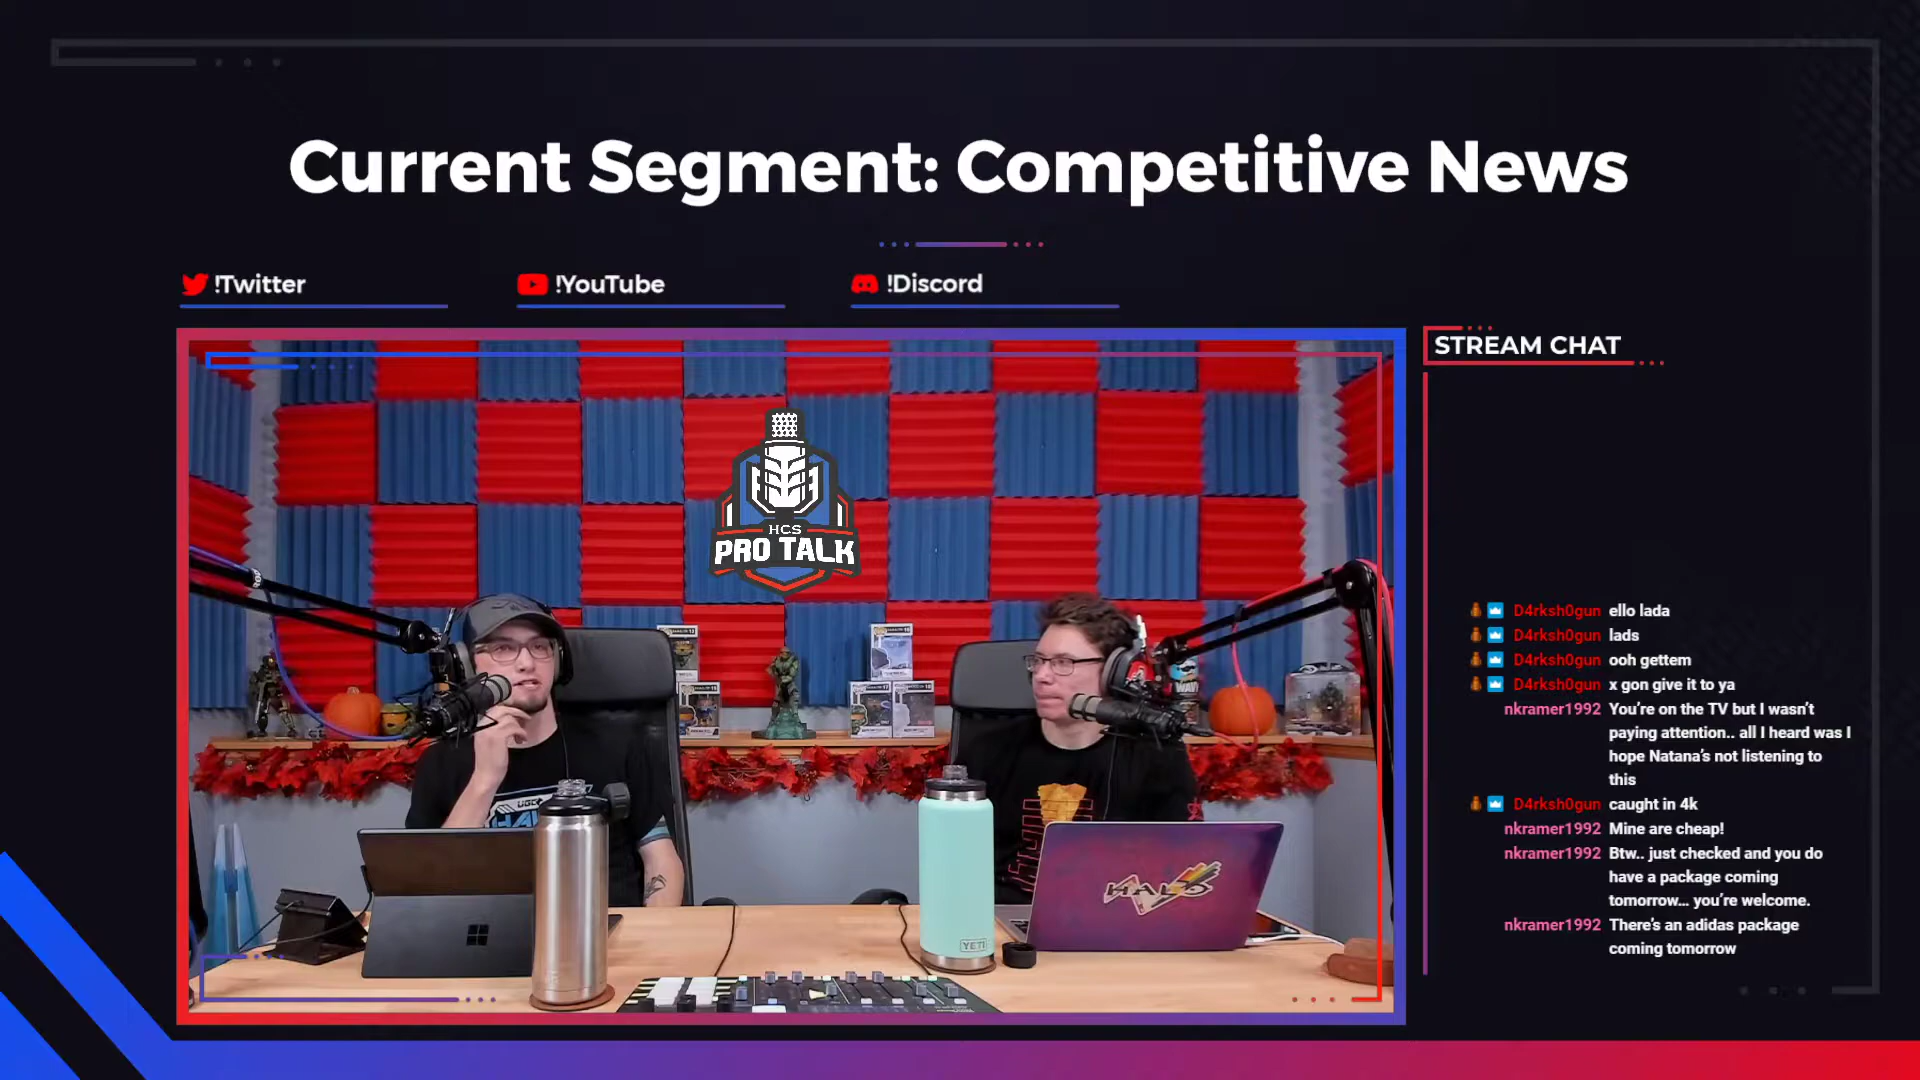 Current Segment: Competitive News
!Twitter
!YouTube
!Discord
STREAM CHAT
HCS
PRO TALK
D4rksh0gun ello lada
D4rksh0gun lads
D4rksh0gun ooh gettem
D4rksh0gun x gon give it to ya
nkramer1992 You're on the TV but I wasn't
paying attention.. all I heard was I
hope Natana's not listening to
this
D4rksh0gun caught in 4k
nkramer1992 Mine are cheap!
nkramer1992 Btw.. just checked and you do
have a package coming
tomorrow... you're welcome.
nkramer1992 There's an adidas package
coming tomorrow
UGC
HALO
YETI